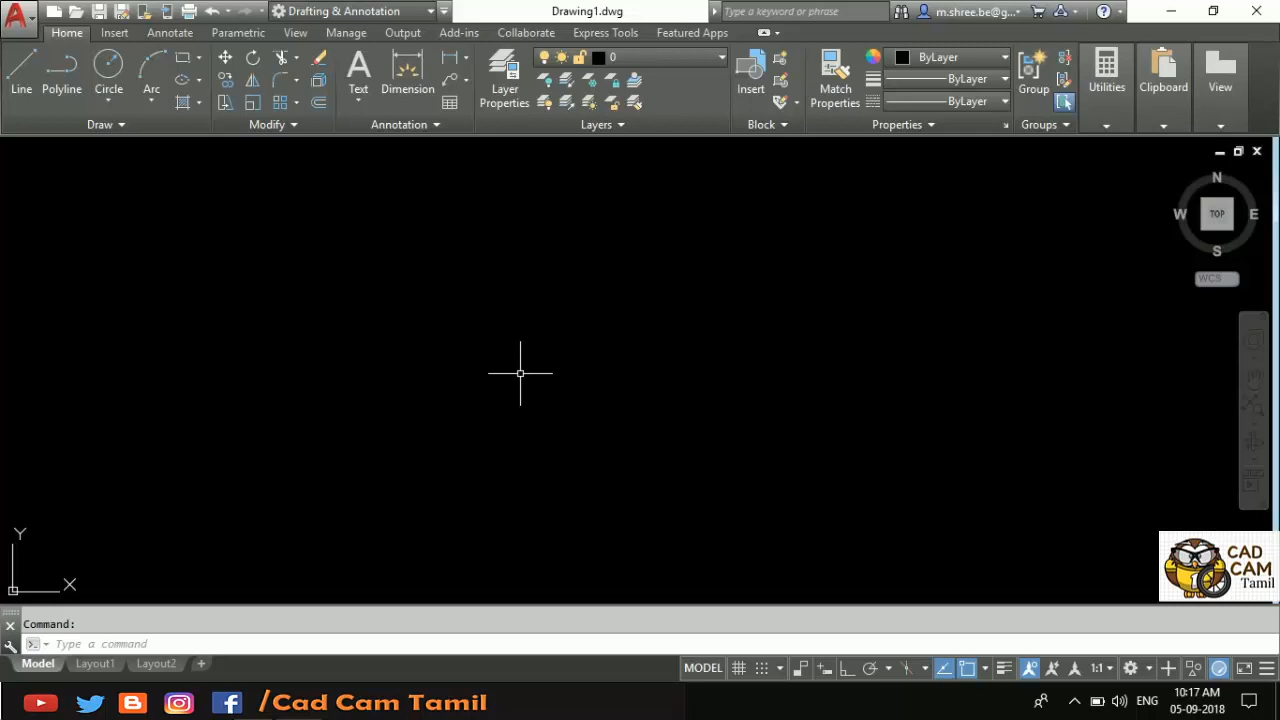 Drafting & Annotation
Drawing1.dwg
Type a keyword or phrase
m.shree.be@g...
Home Insert Annotate Parametric View Manage Output Add-ins Collaborate Express Tools Featured Apps
Line Polyline Circle Arc
Text Dimension
Layer Properties
0
Insert
Match Properties
ByLayer
ByLayer
ByLayer
Group
Utilities Clipboard View
Draw Modify Annotation Layers Block Properties Groups
N
W TOP E
S
WCS
Y
X
CAD
CAM
Tamil
Command:
Type a command
Model Layout1 Layout2 +
MODEL 1:1
/Cad Cam Tamil
ENG
10:17 AM
05-09-2018